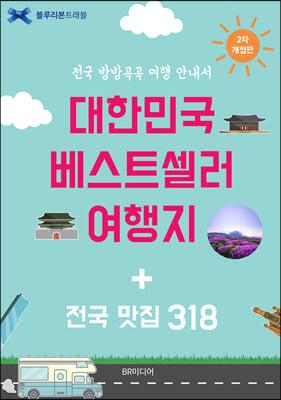 블루리본트래블
2차
개정판
전국 방방곡곡 여행 안내서
대한민국
베스트셀러
여행지
+
전국 맛집 318
BR미디어